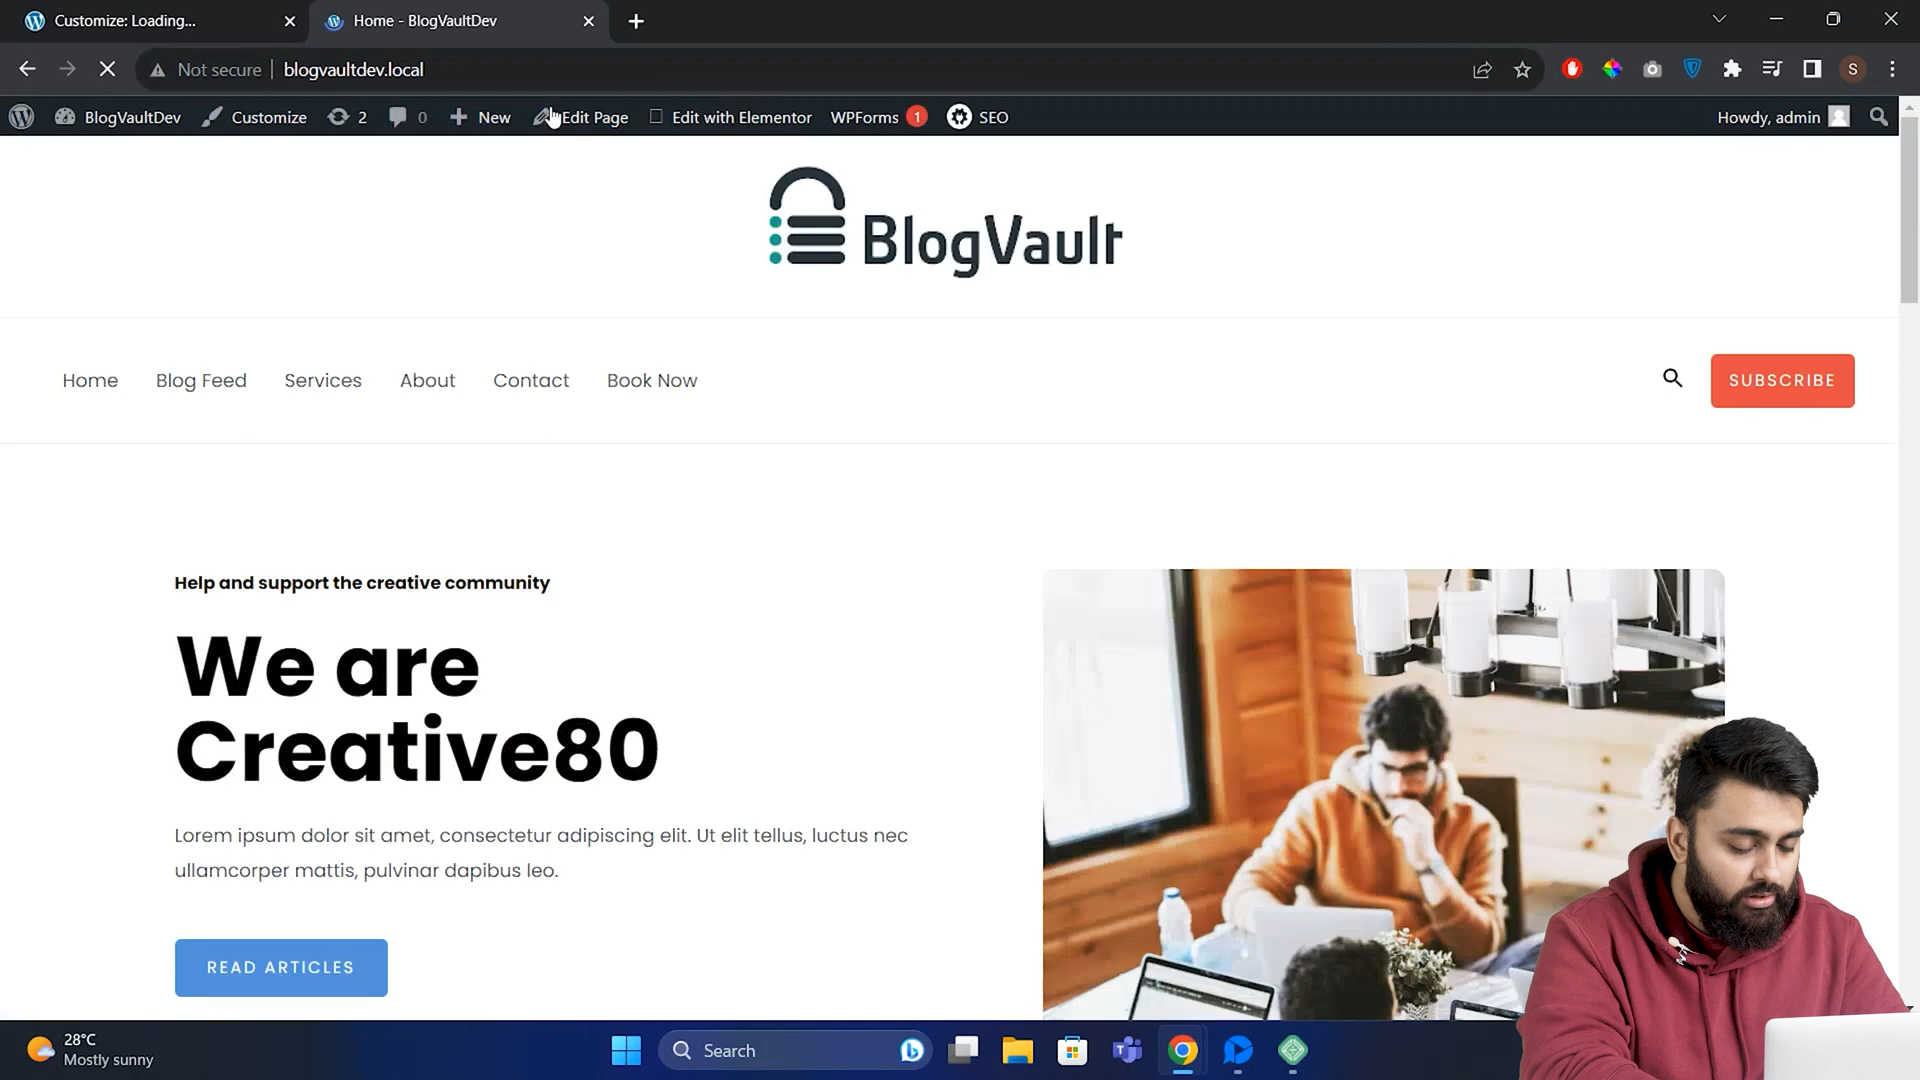 Customize: Loading...
Home - BlogVaultDev
Not secure
blogvaultdev.local
S
BlogVaultDev
Customize
2
0
New
Edit Page
Edit with Elementor
WPForms
1
SEO
Howdy, admin
BlogVault
Home
Blog Feed
Services
About
Contact
Book Now
SUBSCRIBE
Help and support the creative community
We are
Creative80
Lorem ipsum dolor sit amet, consectetur adipiscing elit. Ut elit tellus, luctus nec
ullamcorper mattis, pulvinar dapibus leo.
READ ARTICLES
28°C
Mostly sunny
Search